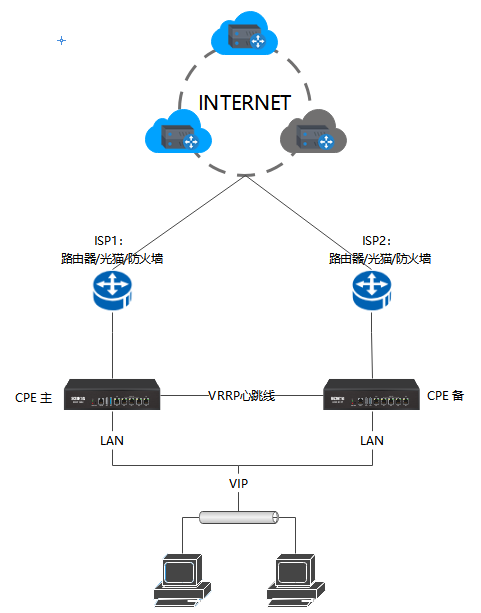 INTERNET
ISP1：
路由器/光猫/防火墙
ISP2：
路由器/光猫/防火墙
CPE 主
VRRP心跳线
CPE 备
LAN
LAN
VIP